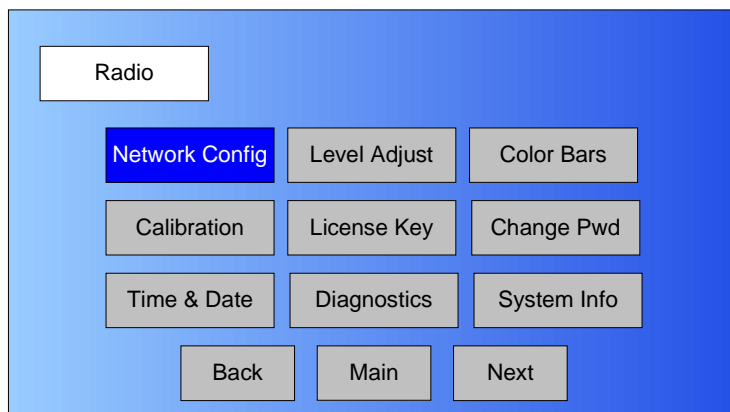 Radio
Network Config Level Adjust Color Bars
Calibration License Key Change Pwd
Time & Date Diagnostics System Info
Back Main Next